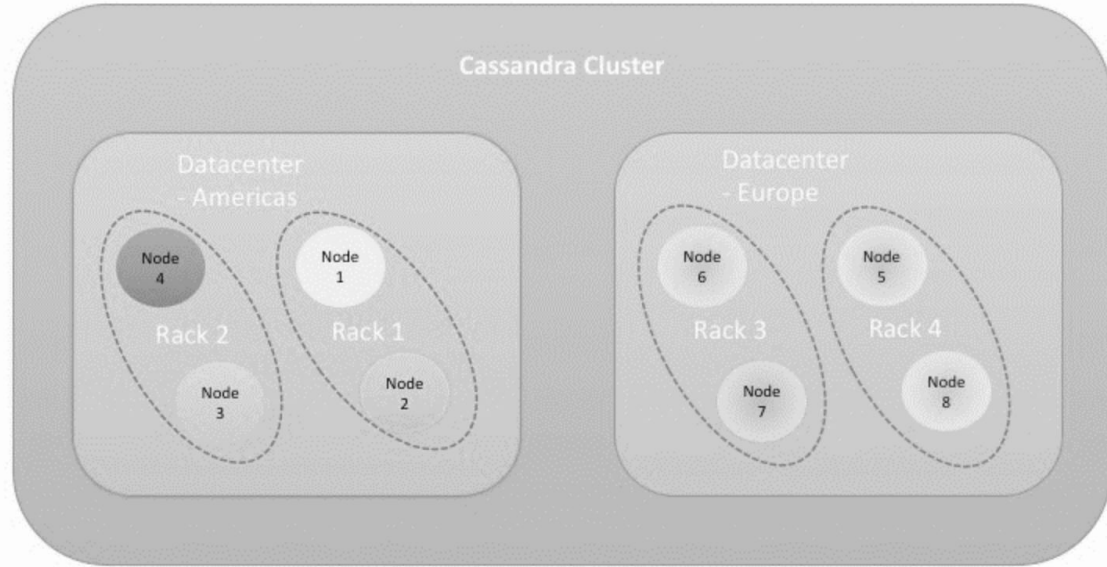 Cassandra Cluster
Datacenter
- Americas
Node
4
Node
1
Rack 2
Rack 1
Node
3
Node
2
Datacenter
- Europe
Node
6
Node
5
Rack 3
Rack 4
Node
7
Node
8